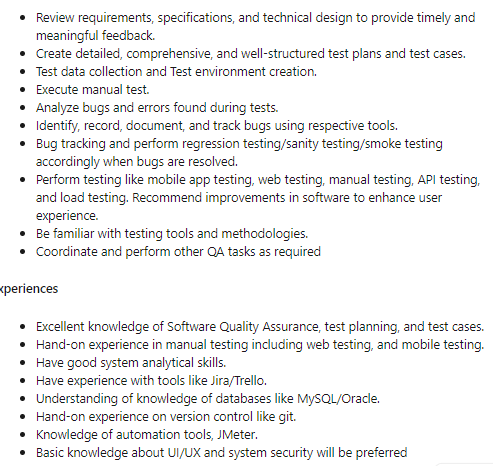 • Review requirements, specifications, and technical design to provide timely and
meaningful feedback.
• Create detailed, comprehensive, and well-structured test plans and test cases.
• Test data collection and Test environment creation.
• Execute manual test.
• Analyze bugs and errors found during tests.
• Identify, record, document, and track bugs using respective tools.
• Bug tracking and perform regression testing/sanity testing/smoke testing
accordingly when bugs are resolved.
• Perform testing like mobile app testing, web testing, manual testing, API testing,
and load testing. Recommend improvements in software to enhance user
experience.
• Be familiar with testing tools and methodologies.
• Coordinate and perform other QA tasks as required
xperiences
• Excellent knowledge of Software Quality Assurance, test planning, and test cases.
• Hand-on experience in manual testing including web testing, and mobile testing.
• Have good system analytical skills.
• Have experience with tools like Jira/Trello.
• Understanding of knowledge of databases like MySQL/Oracle.
• Hand-on experience on version control like git.
• Knowledge of automation tools, JMeter.
• Basic knowledge about UI/UX and system security will be preferred